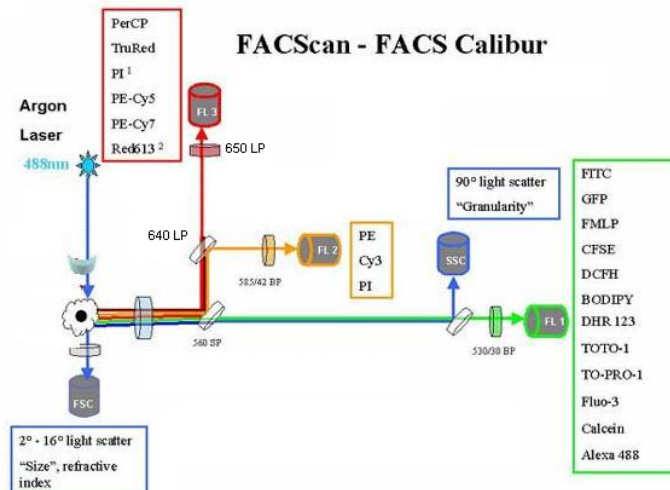 FACScan - FACS Calibur
PerCP
TruRed
PI ¹
PE-Cy5
PE-Cy7
Red613 ²
Argon
Laser
488nm
FL 3
650 LP
640 LP
585/42 BP
FL 2
PE
Cy3
PI
90° light scatter
“Granularity”
SSC
560 SP
530/30 BP
FL 1
FITC
GFP
FMLP
CFSE
DCFH
BODIPY
DHR 123
TOTO-1
TO-PRO-1
Fluo-3
Calcein
Alexa 488
FSC
2° - 16° light scatter
“Size”, refractive
index